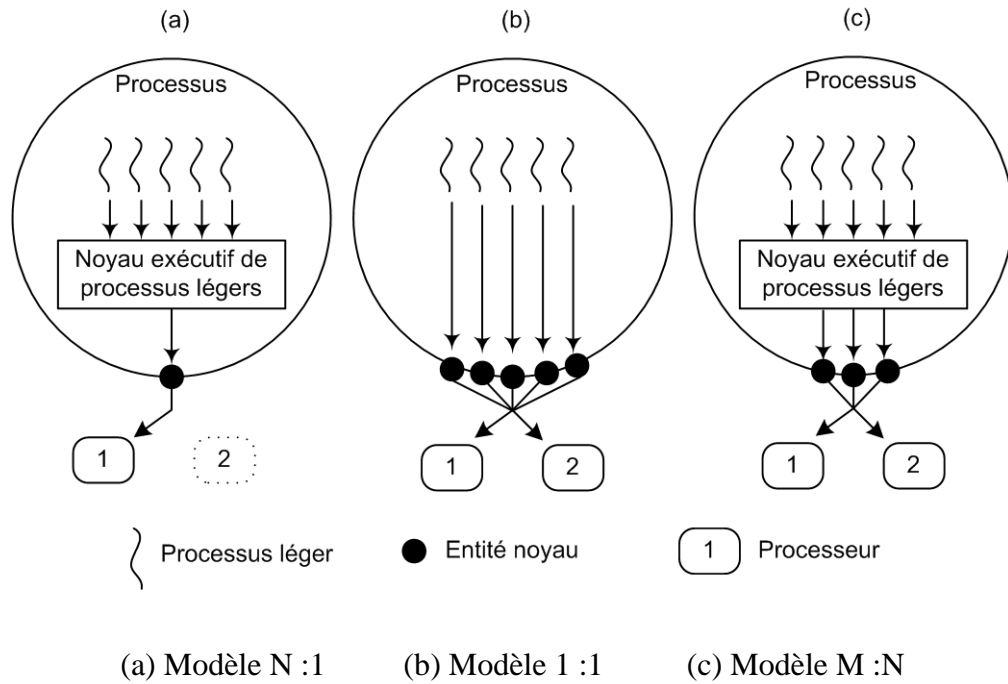 (a) (b) (c)
Processus Processus Processus
Noyau exécutif de
processus légers
Noyau exécutif de
processus légers
1 2 1 2 1 2
Processus léger Entité noyau 1 Processeur
(a) Modèle N :1 (b) Modèle 1 :1 (c) Modèle M :N